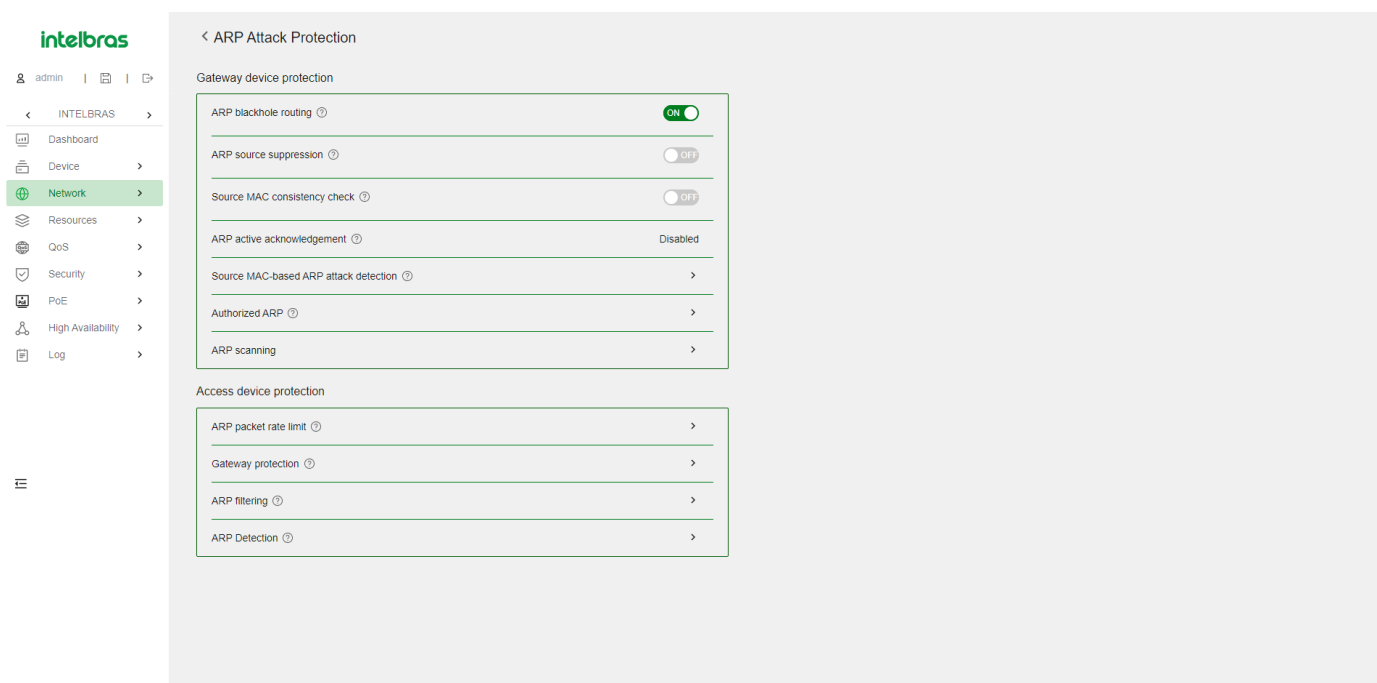 intelbras
admin | |
INTELBRAS
Dashboard
Device
Network
Resources
QoS
Security
PoE
High Availability
Log
ARP Attack Protection
Gateway device protection
ARP blackhole routing ? ON
ARP source suppression ? OFF
Source MAC consistency check ? OFF
ARP active acknowledgement ? Disabled
Source MAC-based ARP attack detection ?
Authorized ARP ?
ARP scanning
Access device protection
ARP packet rate limit ?
Gateway protection ?
ARP filtering ?
ARP Detection ?